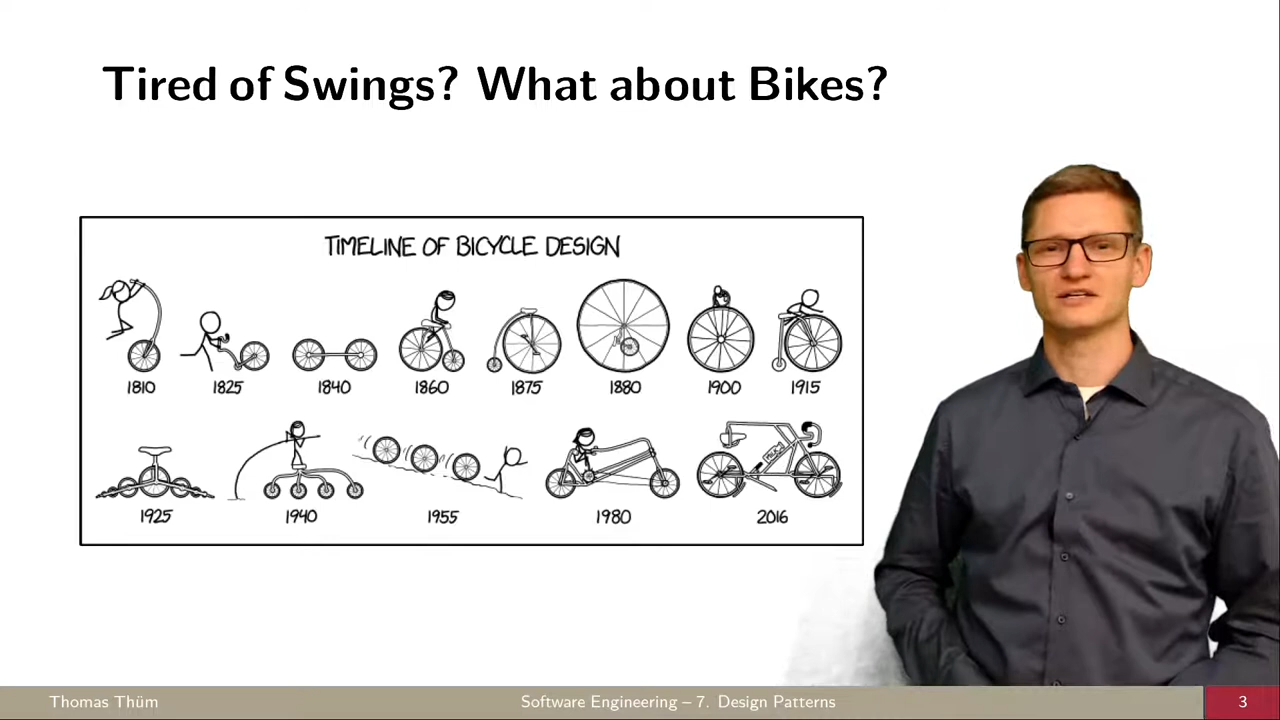 Tired of Swings? What about Bikes?
TIMELINE OF BICYCLE DESIGN
1810 1825 1840 1860 1875 1880 1900 1915
1925 1940 1955 1980 2016
Thomas Thüm Software Engineering – 7. Design Patterns 3